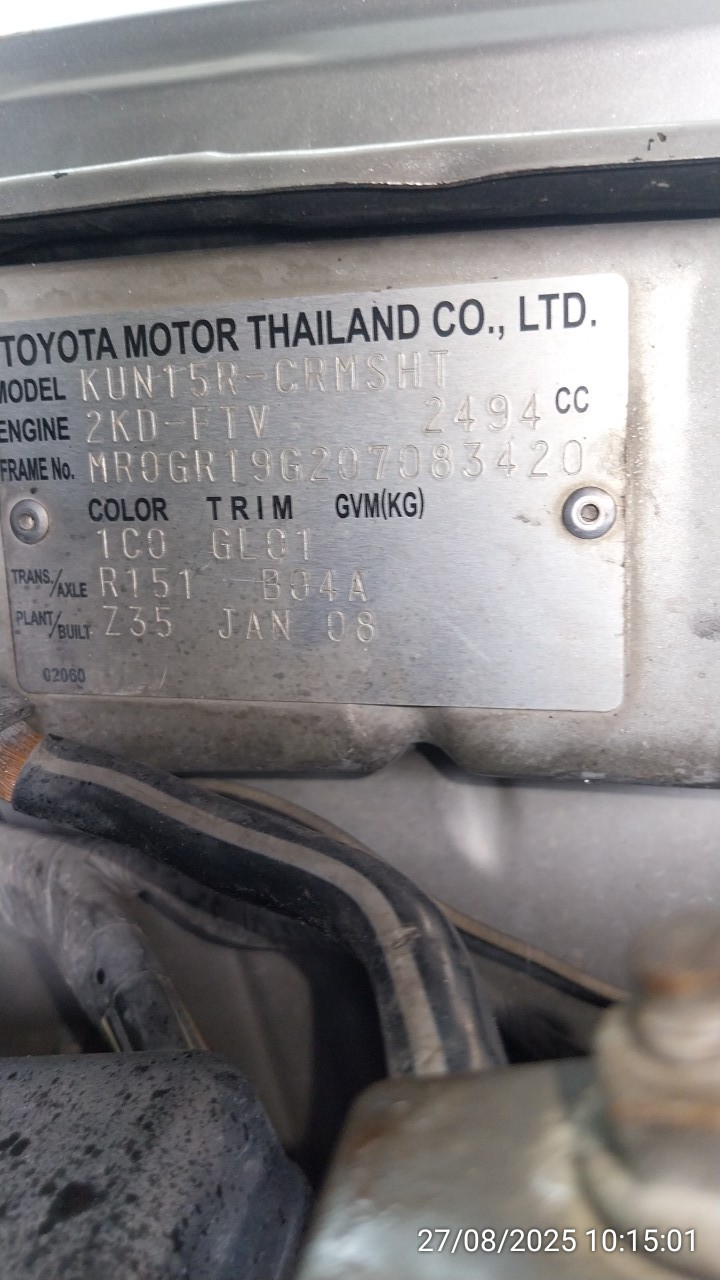 TOYOTA MOTOR THAILAND CO., LTD.
MODEL KUN15R-CRMSHT
ENGINE 2KD-FTV 2494 CC
FRAME No. MR0GR19G207083420
COLOR TRIM GVM(KG)
1C0 GL01
TRANS./AXLE R151 B04A
PLANT/BUILT Z35 JAN 08
02060
27/08/2025 10:15:01